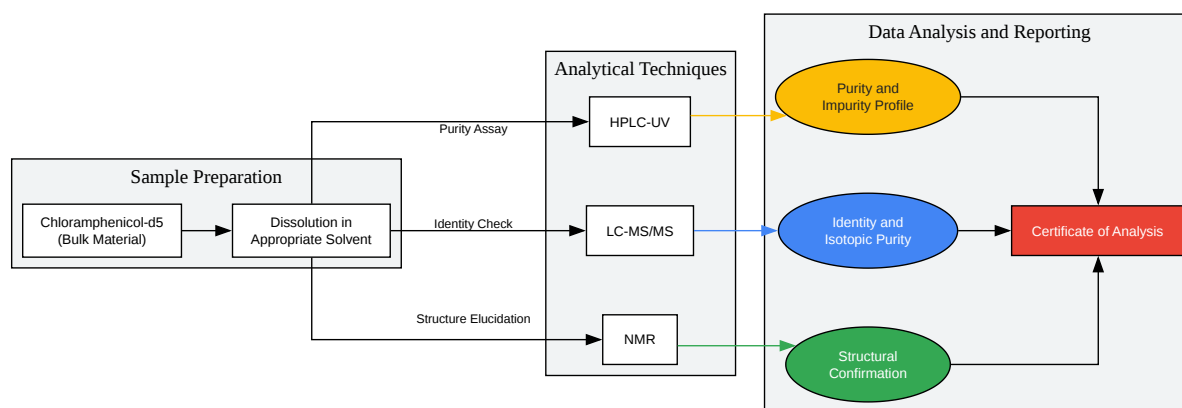 Sample Preparation
Chloramphenicol-d5
(Bulk Material)
Dissolution in
Appropriate Solvent
Purity Assay
Identity Check
Structure Elucidation
Analytical Techniques
HPLC-UV
LC-MS/MS
NMR
Data Analysis and Reporting
Purity and
Impurity Profile
Identity and
Isotopic Purity
Structural
Confirmation
Certificate of Analysis